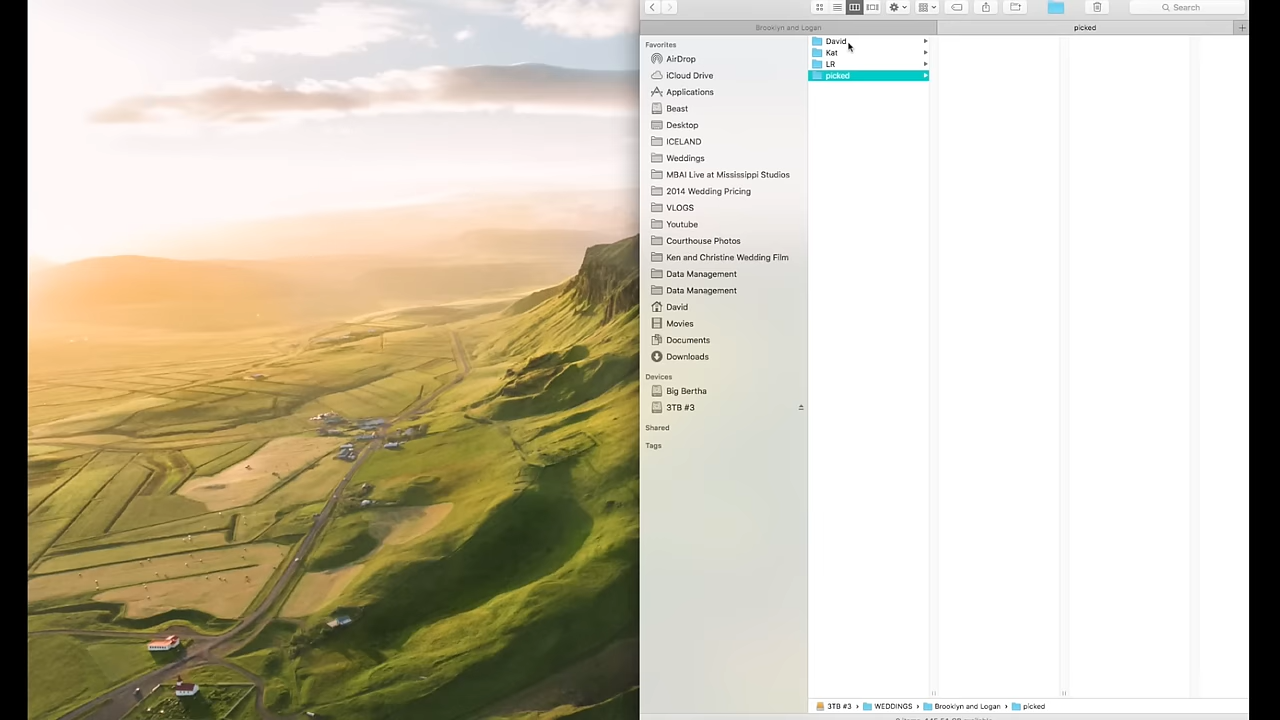 Search
Brooklyn and Logan
picked
Favorites
AirDrop
iCloud Drive
Applications
Beast
Desktop
ICELAND
Weddings
MBAI Live at Mississippi Studios
2014 Wedding Pricing
VLOGS
Youtube
Courthouse Photos
Ken and Christine Wedding Film
Data Management
Data Management
David
Movies
Documents
Downloads
Devices
Big Bertha
3TB #3
Shared
Tags
David
Kat
LR
picked
3TB #3 › WEDDINGS › Brooklyn and Logan › picked